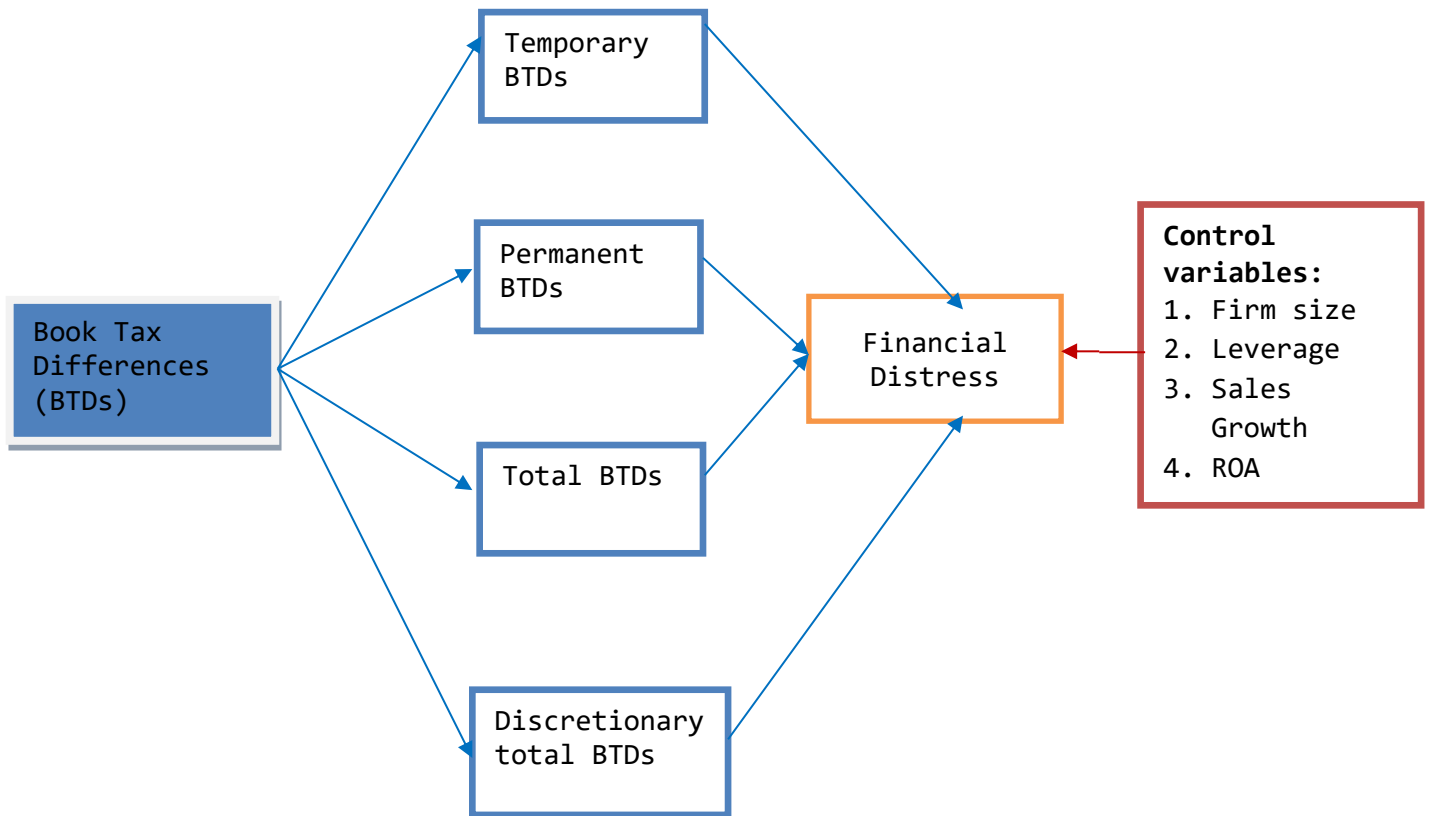 Temporary
BTDs
Permanent
BTDs
Book Tax
Differences
(BTDs)
Total BTDs
Discretionary
total BTDs
Financial
Distress
Control
variables:
1. Firm size
2. Leverage
3. Sales
Growth
4. ROA